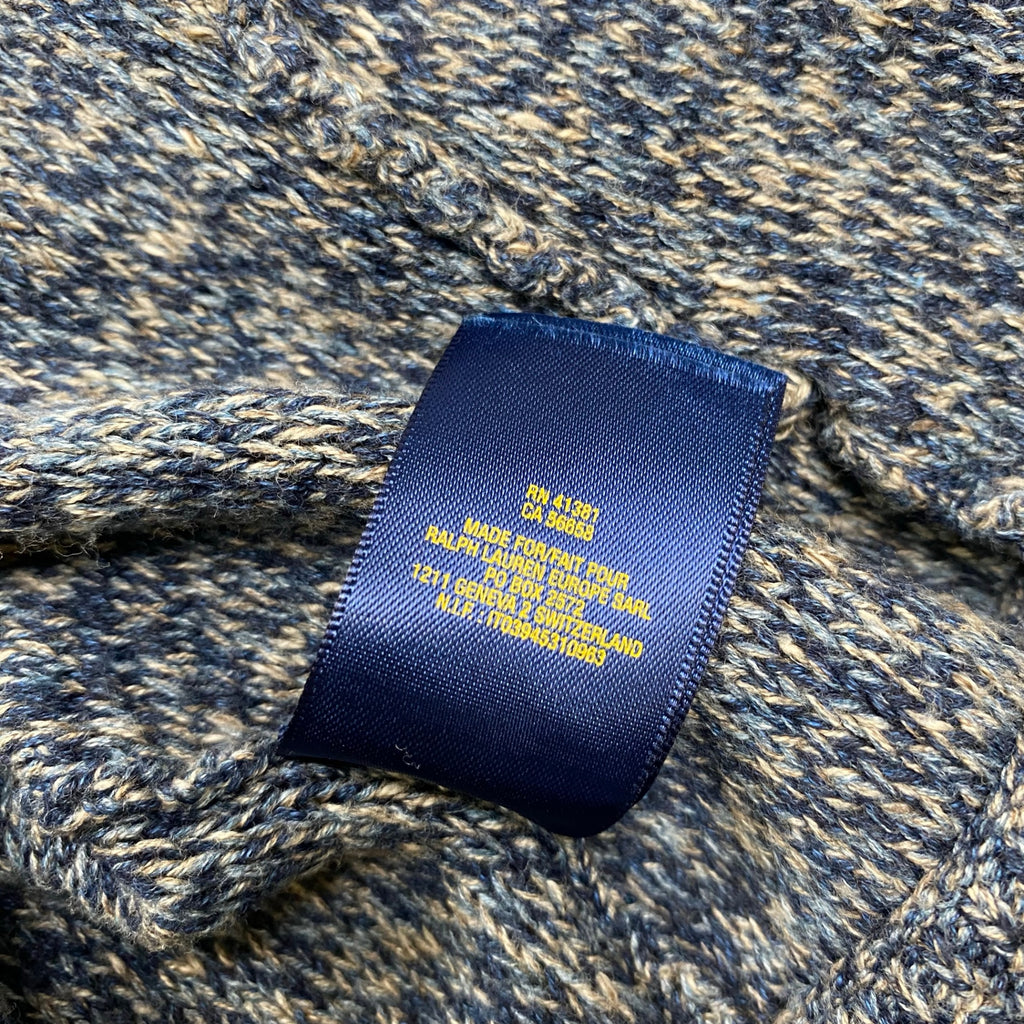 RN 41381
CA 36653
MADE FOR/FAIT POUR
RALPH LAUREN EUROPE SARL
PO BOX 2572
1211 GENEVA 2 SWITZERLAND
N.I.F.: IT03945310963